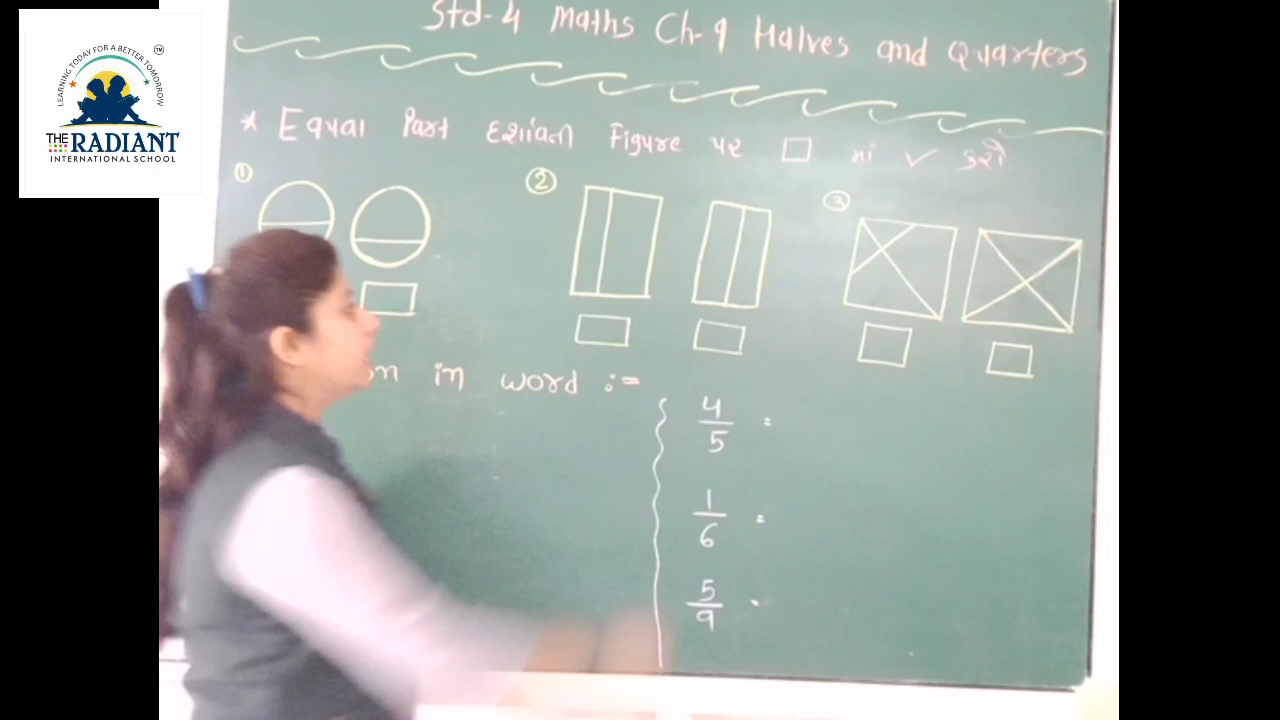 LEARNING TODAY FOR A BETTER TOMORROW
TM
THE RADIANT
INTERNATIONAL SCHOOL
Std-4 Maths Ch-9 Halves and Quarters
* Equal Part દર્શાવતી Figure પર □ માં ✓ કરો
① ② ③
in word :=
4/5 =
1/6 =
5/9 -